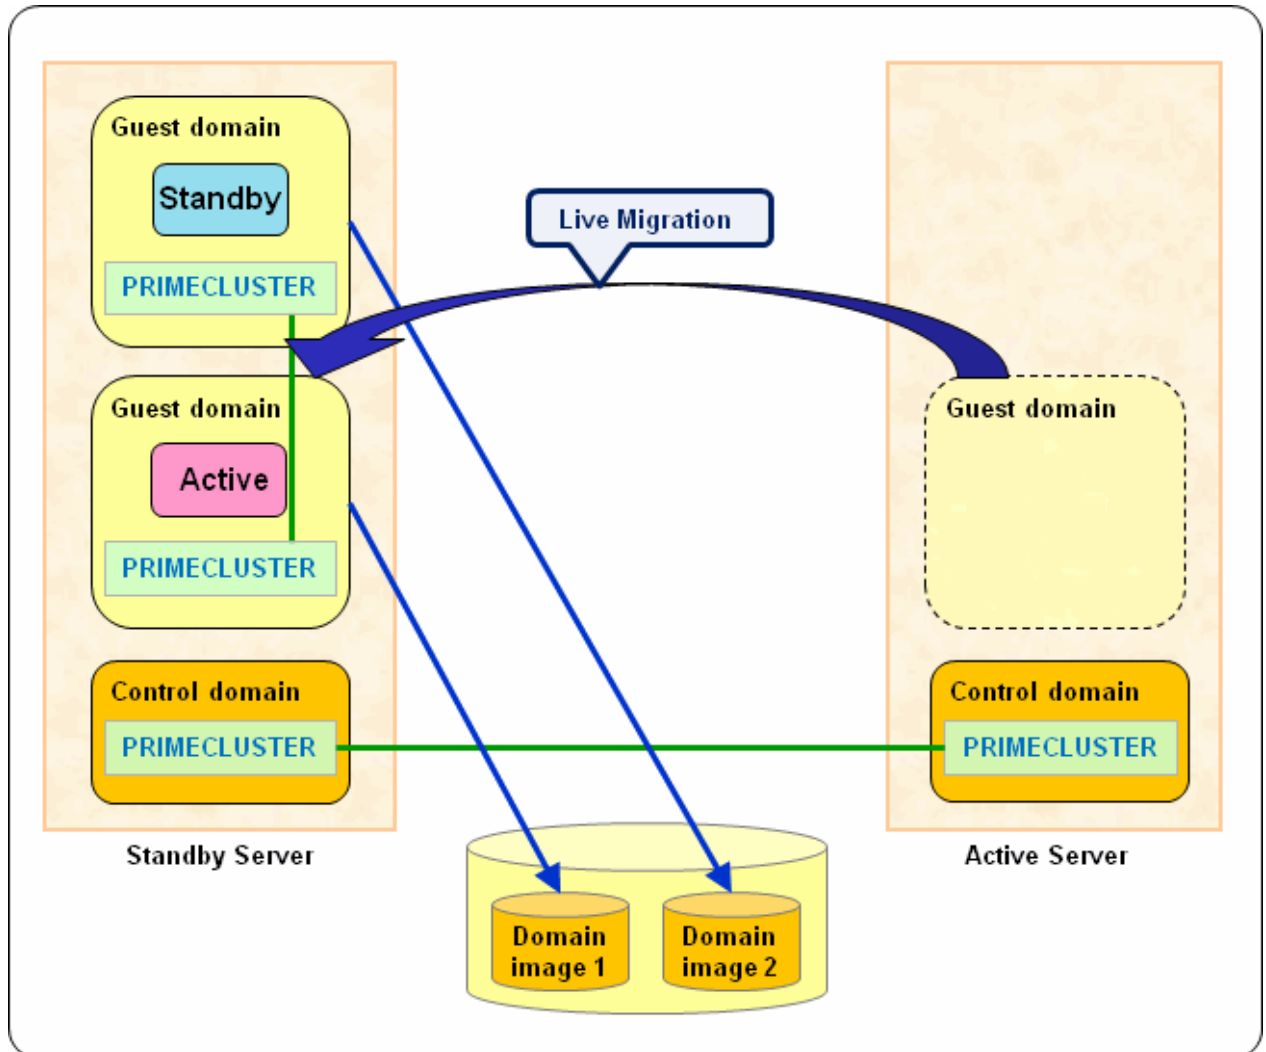 Guest domain
Standby
PRIMECLUSTER
Live Migration
Guest domain
Active
PRIMECLUSTER
Guest domain
Control domain
PRIMECLUSTER
Control domain
PRIMECLUSTER
Standby Server
Active Server
Domain
image 1
Domain
image 2